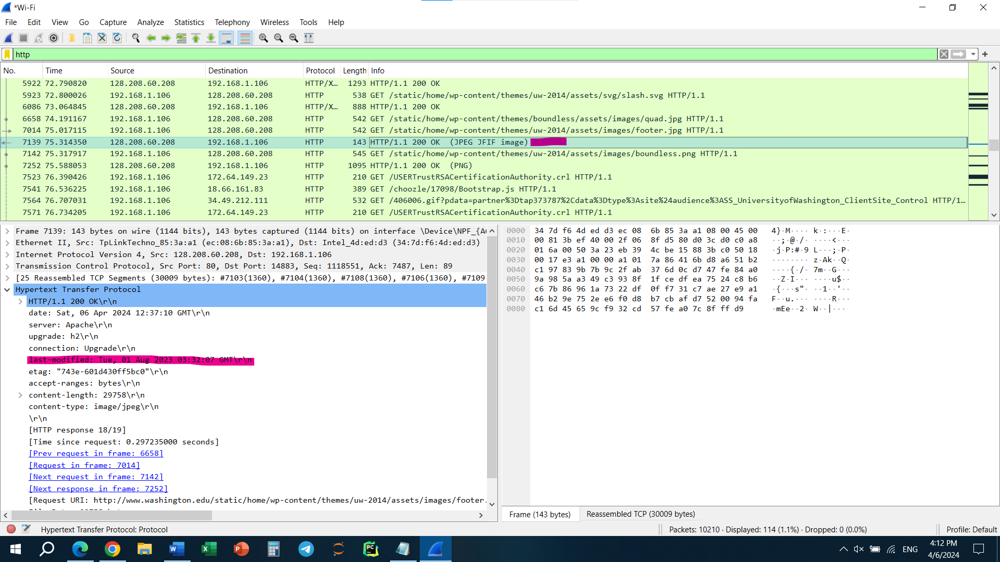 *Wi-Fi
File Edit View Go Capture Analyze Statistics Telephony Wireless Tools Help
http
No. Time Source Destination Protocol Length Info
5922 72.790820 128.208.60.208 192.168.1.106 HTTP/X… 1293 HTTP/1.1 200 OK
5923 72.800026 192.168.1.106 128.208.60.208 HTTP 538 GET /static/home/wp-content/themes/uw-2014/assets/svg/slash.svg HTTP/1.1
6086 73.064845 128.208.60.208 192.168.1.106 HTTP/X… 888 HTTP/1.1 200 OK
6658 74.191167 192.168.1.106 128.208.60.208 HTTP 542 GET /static/home/wp-content/themes/boundless/assets/images/quad.jpg HTTP/1.1
7014 75.017115 192.168.1.106 128.208.60.208 HTTP 542 GET /static/home/wp-content/themes/uw-2014/assets/images/footer.jpg HTTP/1.1
7139 75.314350 128.208.60.208 192.168.1.106 HTTP 143 HTTP/1.1 200 OK (JPEG JFIF image)
7142 75.317917 192.168.1.106 128.208.60.208 HTTP 545 GET /static/home/wp-content/themes/uw-2014/assets/images/boundless.png HTTP/1.1
7252 75.588053 128.208.60.208 192.168.1.106 HTTP 1095 HTTP/1.1 200 OK (PNG)
7523 76.390426 192.168.1.106 172.64.149.23 HTTP 210 GET /USERTrustRSACertificationAuthority.crl HTTP/1.1
7541 76.536225 192.168.1.106 18.66.161.83 HTTP 389 GET /choozle/17098/Bootstrap.js HTTP/1.1
7564 76.707031 192.168.1.106 34.49.212.111 HTTP 532 GET /406006.gif?pdata=partner%3Dtap373787%2Cdata%3Dtype%3Asite%24audience%3ASS_UniversityofWashington_ClientSite_Control HTTP/1…
7571 76.734205 192.168.1.106 172.64.149.23 HTTP 210 GET /USERTrustRSACertificationAuthority.crl HTTP/1.1
Frame 7139: 143 bytes on wire (1144 bits), 143 bytes captured (1144 bits) on interface \Device\NPF_{A
Ethernet II, Src: TpLinkTechno_85:3a:a1 (ec:08:6b:85:3a:a1), Dst: Intel_4d:ed:d3 (34:7d:f6:4d:ed:d3)
Internet Protocol Version 4, Src: 128.208.60.208, Dst: 192.168.1.106
Transmission Control Protocol, Src Port: 80, Dst Port: 14883, Seq: 1118551, Ack: 7487, Len: 89
[25 Reassembled TCP Segments (30009 bytes): #7103(1360), #7104(1360), #7108(1360), #7106(1360), #7109
Hypertext Transfer Protocol
HTTP/1.1 200 OK\r\n
date: Sat, 06 Apr 2024 12:37:10 GMT\r\n
server: Apache\r\n
upgrade: h2\r\n
connection: Upgrade\r\n
last-modified: Tue, 01 Aug 2023 03:32:07 GMT\r\n
etag: "743e-601d430ff5bc0"\r\n
accept-ranges: bytes\r\n
content-length: 29758\r\n
content-type: image/jpeg\r\n
\r\n
[HTTP response 18/19]
[Time since request: 0.297235000 seconds]
[Prev request in frame: 6658]
[Request in frame: 7014]
[Next request in frame: 7142]
[Next response in frame: 7252]
[Request URI: http://www.washington.edu/static/home/wp-content/themes/uw-2014/assets/images/footer.
0000 34 7d f6 4d ed d3 ec 08 6b 85 3a a1 08 00 45 00 4}·M···· k·:···E·
0010 00 81 3b ef 40 00 2f 06 8f d5 80 d0 3c d0 c0 a8 ··;·@·/· ····<···
0020 01 6a 00 50 3a 23 eb 39 4c be 15 88 3b c0 50 18 ·j·P:#·9 L···;·P·
0030 00 17 e3 a1 00 00 a1 01 7a 86 41 6b d8 a6 51 b2 ········ z·Ak··Q·
0040 c1 97 83 9b 7b 9c 2f ab 37 6d 0c d7 47 fe 84 a0 ····{·/· 7m··G···
0050 9a 98 5a a3 49 c3 93 8f 1f ce df ea 75 24 c8 b6 ··Z·I··· ····u$··
0060 c6 7b 86 96 1a 73 22 df 0f f7 31 c7 ae 27 e9 a1 ·{···s"· ··1··'··
0070 46 b2 9e 75 2e e6 f0 d8 b7 cb af d7 52 00 94 fa F··u.··· ····R···
0080 c1 6d 45 65 9c f9 32 cd 57 fe a0 7c 8f ff d9 ·mEe··2· W··|···
Frame (143 bytes) Reassembled TCP (30009 bytes)
Hypertext Transfer Protocol: Protocol
Packets: 10210 · Displayed: 114 (1.1%) · Dropped: 0 (0.0%)
Profile: Default
ENG
4:12 PM
4/6/2024